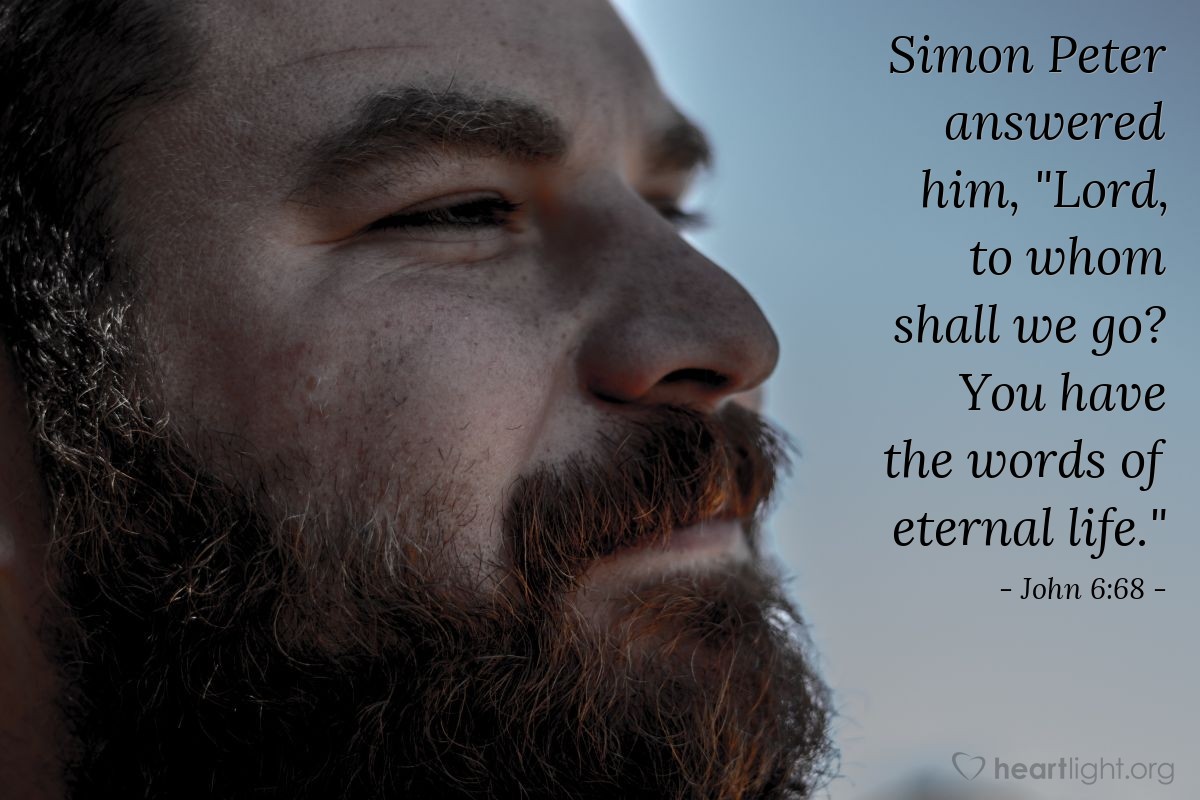 Simon Peter
answered
him, "Lord,
to whom
shall we go?
You have
the words of
eternal life."
- John 6:68 -
heartlight.org